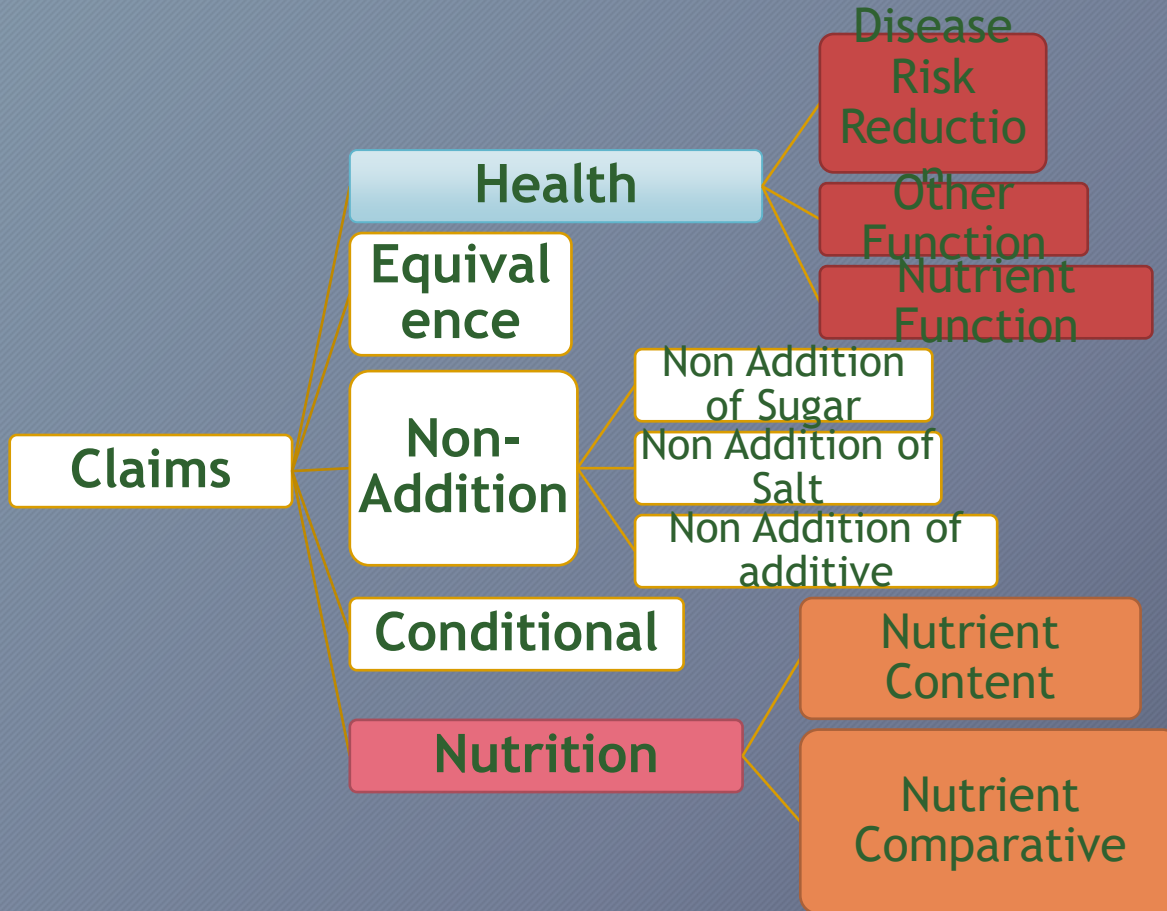 Claims
Health
Disease
Risk
Reductio
n
Other
Function
Nutrient
Function
Equival
ence
Non-
Addition
Non Addition
of Sugar
Non Addition of
Salt
Non Addition of
additive
Conditional
Nutrition
Nutrient
Content
Nutrient
Comparative